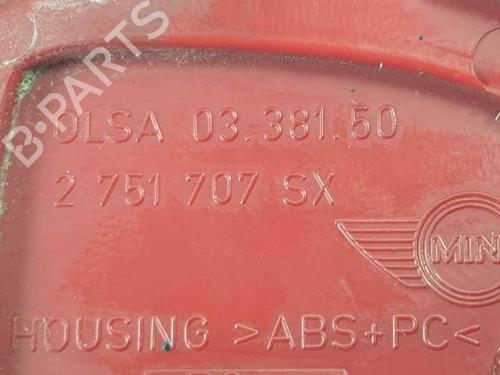 B-PARTS
OLSA 03.381.50
2 751 707 SX
MINI
HOUSING >ABS+PC<